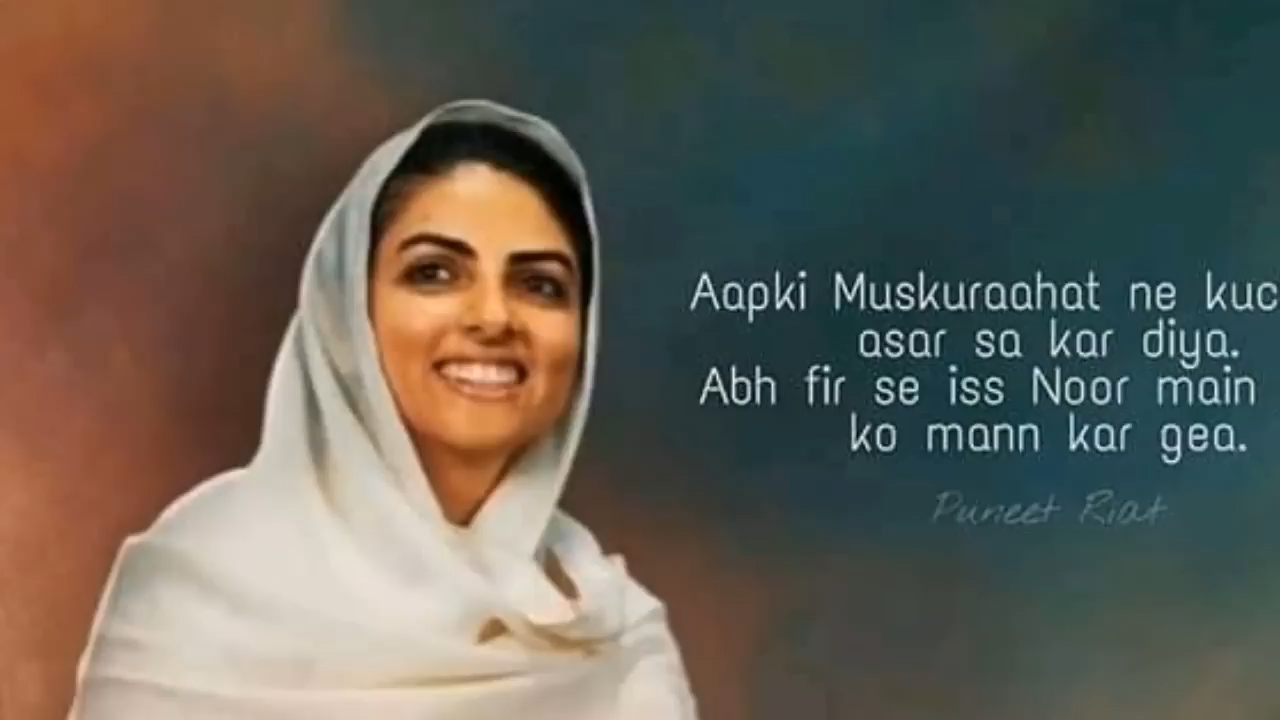 Aapki Muskuraahat ne kuc
asar sa kar diya.
Abh fir se iss Noor main
ko mann kar gea.
Puneet Riat